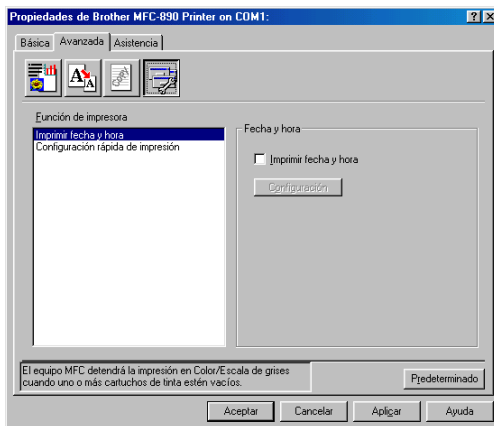 Propiedades de Brother MFC-890 Printer on COM1:
Básica Avanzada Asistencia
Función de impresora
Imprimir fecha y hora
Configuración rápida de impresión
Fecha y hora
Imprimir fecha y hora
Configuración
El equipo MFC detendrá la impresión en Color/Escala de grises
cuando uno o más cartuchos de tinta estén vacíos.
Predeterminado
Aceptar Cancelar Aplicar Ayuda